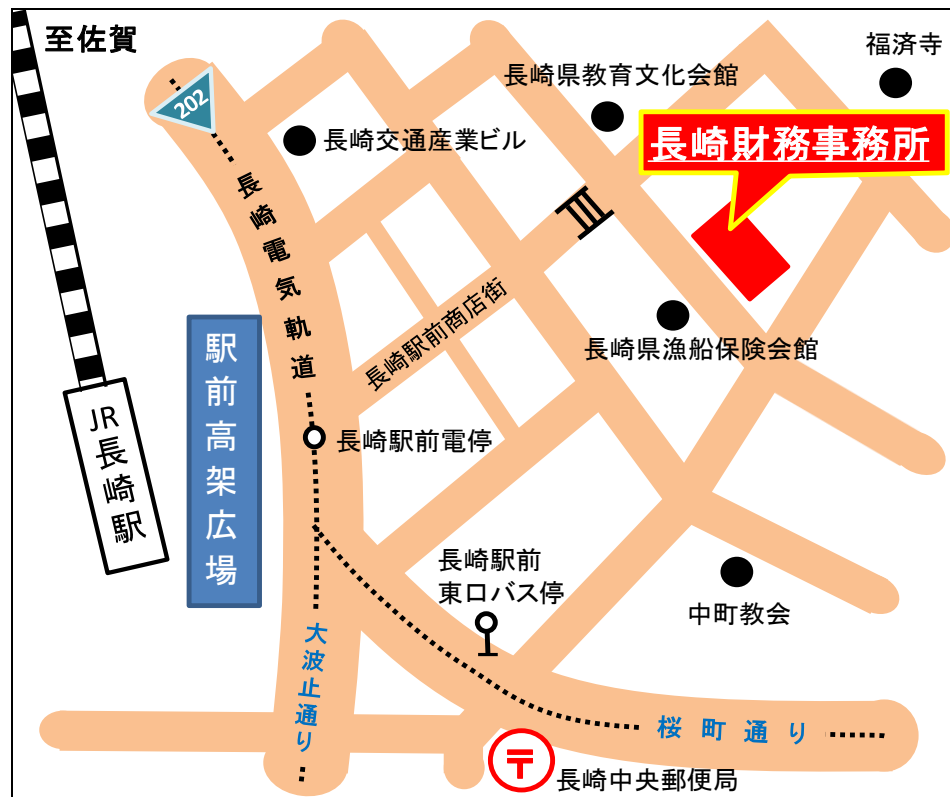 至佐賀
福済寺
長崎県教育文化会館
202
長崎財務事務所
長崎交通産業ビル
長崎電気軌道
長崎駅前商店街
長崎県漁船保険会館
駅前高架広場
JR
長崎駅
長崎駅前電停
長崎駅前
東口バス停
中町教会
大波止通り
桜町通り
〒
長崎中央郵便局